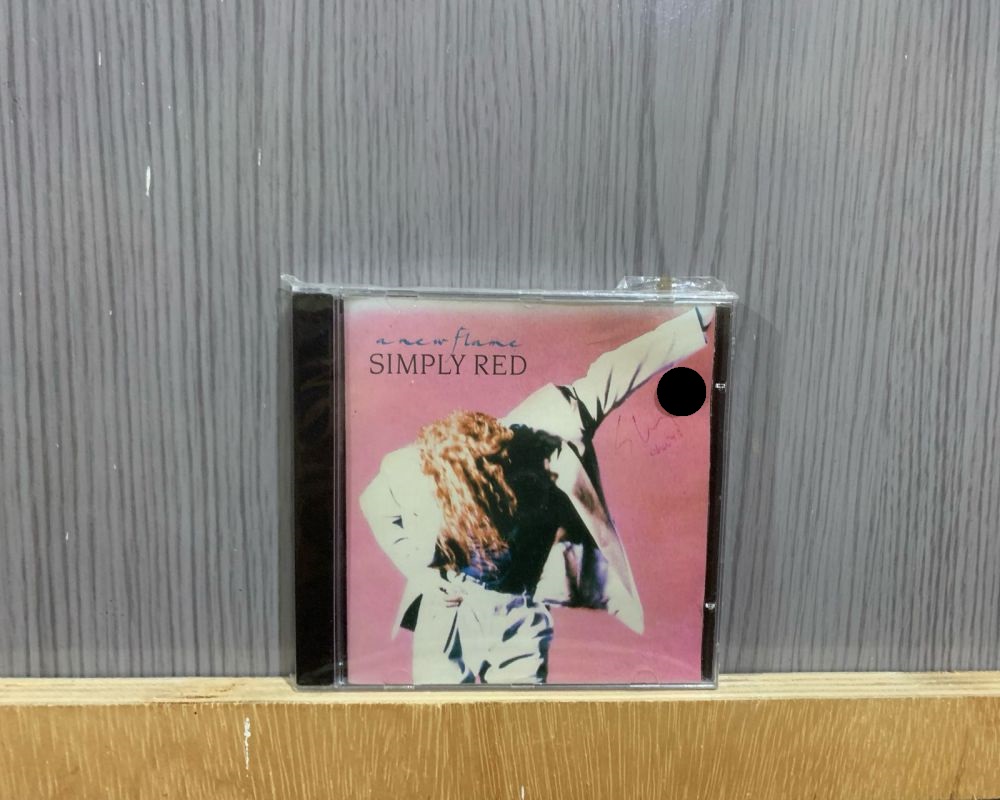 a new flame
SIMPLY RED